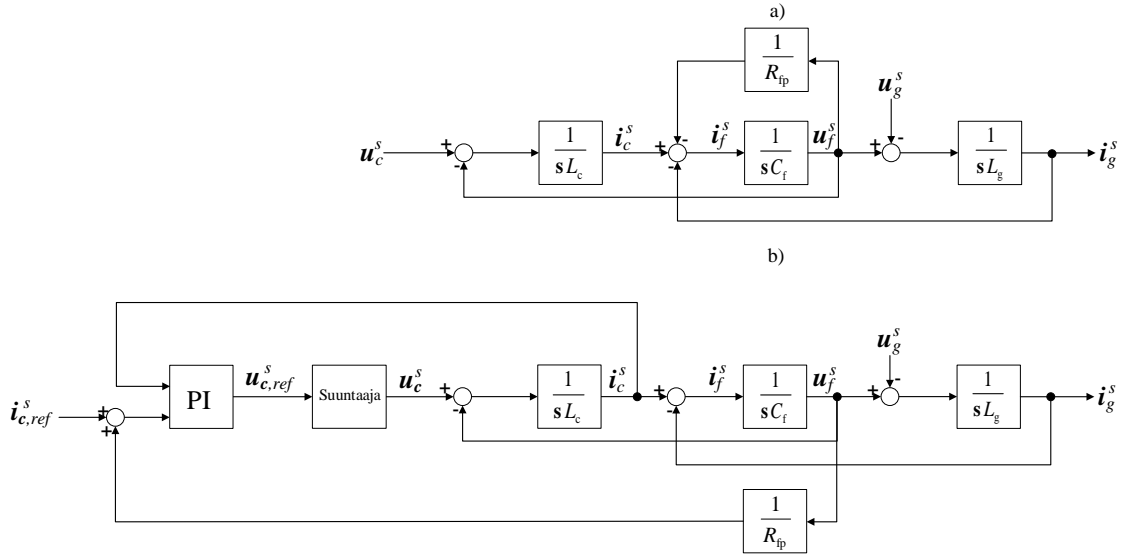 a)
1
R_fp
u_g^s
u_c^s + - 1 / sL_c i_c^s + - - i_f^s 1 / sC_f u_f^s + - 1 / sL_g i_g^s
b)
u_g^s
i_c,ref^s + + PI u_c,ref^s Suuntaaja u_c^s + - 1 / sL_c i_c^s + - i_f^s 1 / sC_f u_f^s + - 1 / sL_g i_g^s
1
R_fp